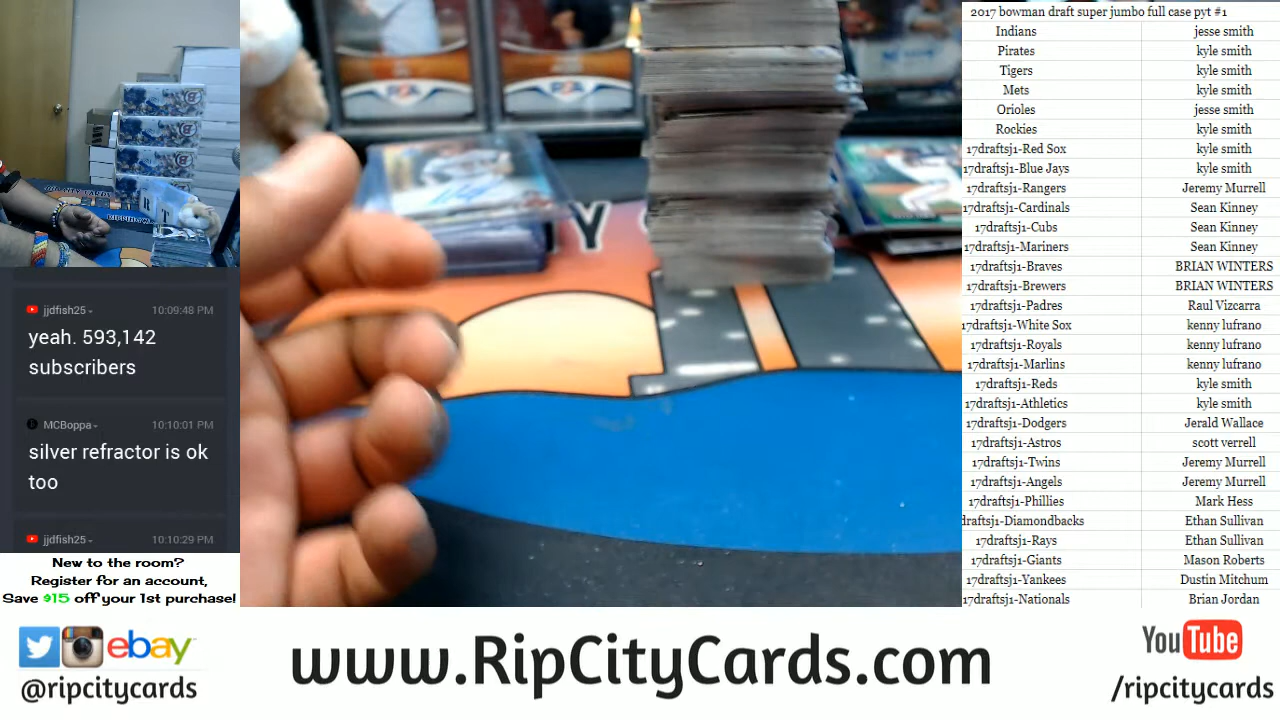 2017 bowman draft super jumbo full case pyt #1
Indians jesse smith
Pirates kyle smith
Tigers kyle smith
Mets kyle smith
Orioles jesse smith
Rockies kyle smith
17draftsj1-Red Sox kyle smith
17draftsj1-Blue Jays kyle smith
17draftsj1-Rangers Jeremy Murrell
17draftsj1-Cardinals Sean Kinney
17draftsj1-Cubs Sean Kinney
17draftsj1-Mariners Sean Kinney
17draftsj1-Braves BRIAN WINTERS
17draftsj1-Brewers BRIAN WINTERS
17draftsj1-Padres Raul Vizcarra
17draftsj1-White Sox kenny lufrano
17draftsj1-Royals kenny lufrano
17draftsj1-Marlins kenny lufrano
17draftsj1-Reds kyle smith
17draftsj1-Athletics kyle smith
17draftsj1-Dodgers Jerald Wallace
17draftsj1-Astros scott verrell
17draftsj1-Twins Jeremy Murrell
17draftsj1-Angels Jeremy Murrell
17draftsj1-Phillies Mark Hess
draftsj1-Diamondbacks Ethan Sullivan
17draftsj1-Rays Ethan Sullivan
17draftsj1-Giants Mason Roberts
17draftsj1-Yankees Dustin Mitchum
17draftsj1-Nationals Brian Jordan
jjdfish25 10:09:48 PM
yeah. 593,142
subscribers
MCBoppa 10:10:01 PM
silver refractor is ok
too
jjdfish25 10:10:29 PM
New to the room?
Register for an account,
Save $15 off your 1st purchase!
ebay
@ripcitycards
www.RipCityCards.com
YouTube
/ripcitycards
PSA
PSA
Y